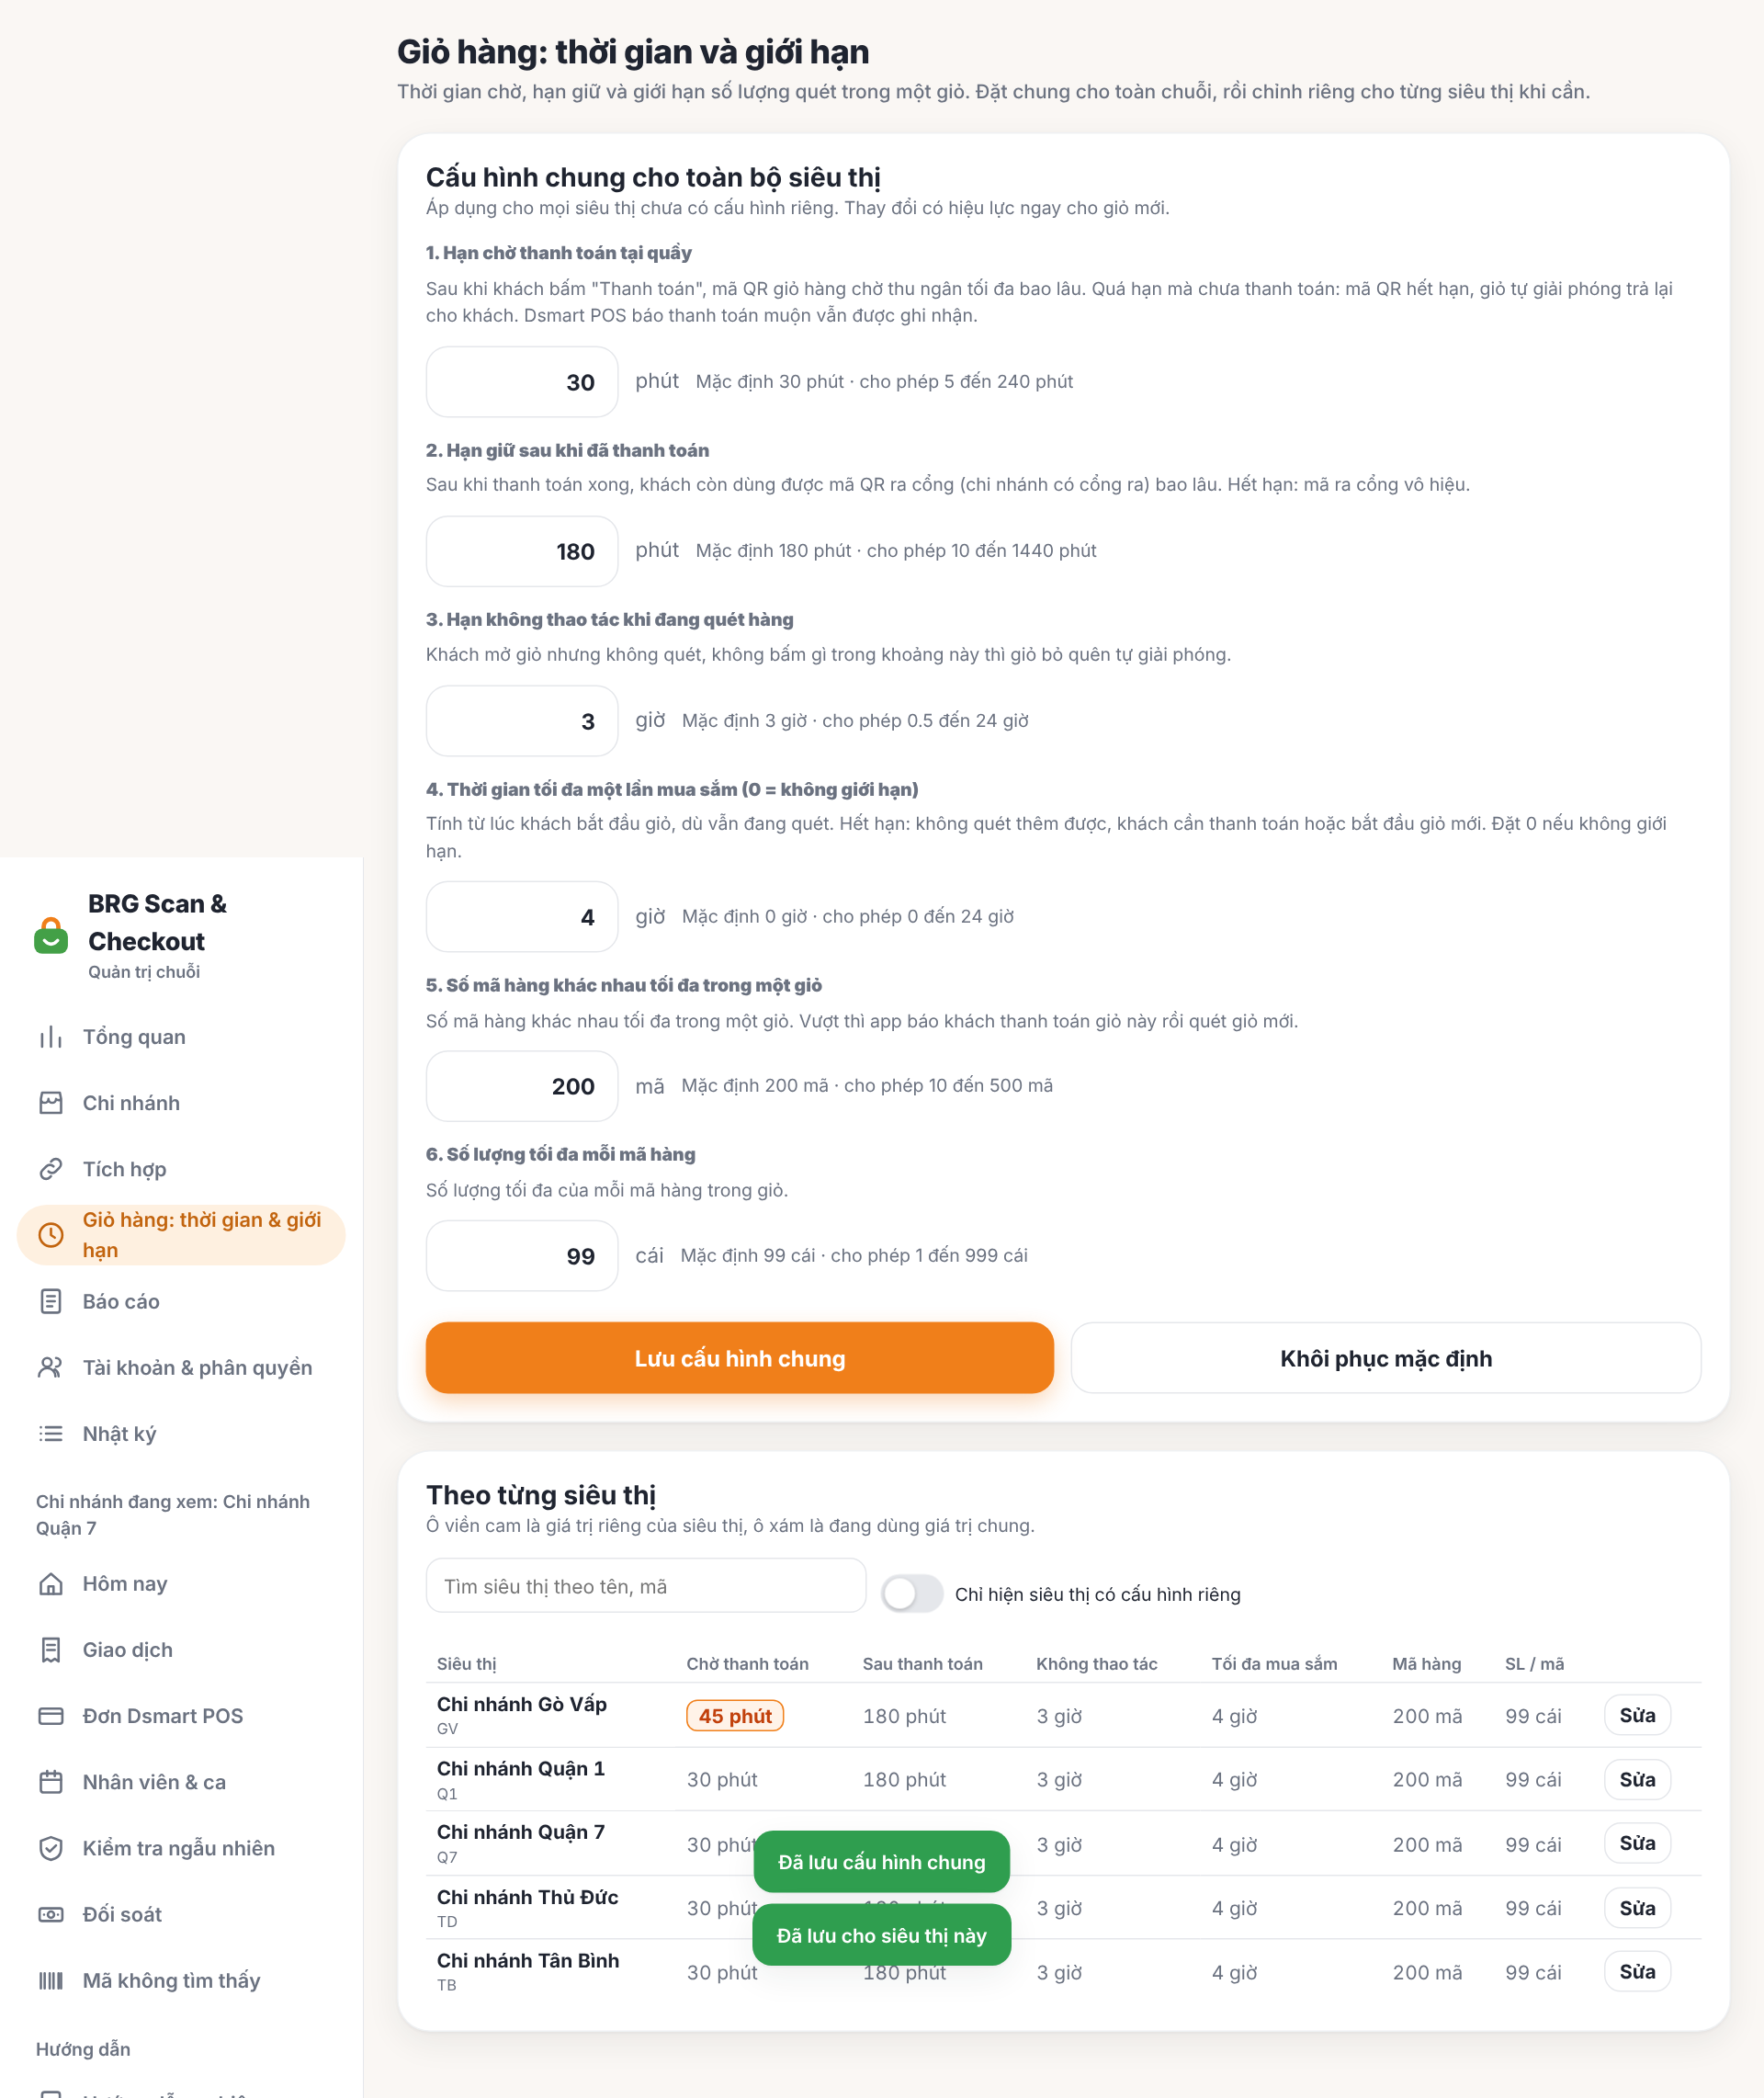 Giỏ hàng: thời gian và giới hạn
Thời gian chờ, hạn giữ và giới hạn số lượng quét trong một giỏ. Đặt chung cho toàn chuỗi, rồi chỉnh riêng cho từng siêu thị khi cần.
Cấu hình chung cho toàn bộ siêu thị
Áp dụng cho mọi siêu thị chưa có cấu hình riêng. Thay đổi có hiệu lực ngay cho giỏ mới.
1. Hạn chờ thanh toán tại quầy
Sau khi khách bấm "Thanh toán", mã QR giỏ hàng chờ thu ngân tối đa bao lâu. Quá hạn mà chưa thanh toán: mã QR hết hạn, giỏ tự giải phóng trả lại
cho khách. Dsmart POS báo thanh toán muộn vẫn được ghi nhận.
30 phút Mặc định 30 phút · cho phép 5 đến 240 phút
2. Hạn giữ sau khi đã thanh toán
Sau khi thanh toán xong, khách còn dùng được mã QR ra cổng (chi nhánh có cổng ra) bao lâu. Hết hạn: mã ra cổng vô hiệu.
180 phút Mặc định 180 phút · cho phép 10 đến 1440 phút
3. Hạn không thao tác khi đang quét hàng
Khách mở giỏ nhưng không quét, không bấm gì trong khoảng này thì giỏ bỏ quên tự giải phóng.
3 giờ Mặc định 3 giờ · cho phép 0.5 đến 24 giờ
4. Thời gian tối đa một lần mua sắm (0 = không giới hạn)
Tính từ lúc khách bắt đầu giỏ, dù vẫn đang quét. Hết hạn: không quét thêm được, khách cần thanh toán hoặc bắt đầu giỏ mới. Đặt 0 nếu không giới
hạn.
4 giờ Mặc định 0 giờ · cho phép 0 đến 24 giờ
5. Số mã hàng khác nhau tối đa trong một giỏ
Số mã hàng khác nhau tối đa trong một giỏ. Vượt thì app báo khách thanh toán giỏ này rồi quét giỏ mới.
200 mã Mặc định 200 mã · cho phép 10 đến 500 mã
6. Số lượng tối đa mỗi mã hàng
Số lượng tối đa của mỗi mã hàng trong giỏ.
99 cái Mặc định 99 cái · cho phép 1 đến 999 cái
Lưu cấu hình chung
Khôi phục mặc định
Theo từng siêu thị
Ô viền cam là giá trị riêng của siêu thị, ô xám là đang dùng giá trị chung.
Tìm siêu thị theo tên, mã
Chỉ hiện siêu thị có cấu hình riêng
Siêu thị Chờ thanh toán Sau thanh toán Không thao tác Tối đa mua sắm Mã hàng SL / mã
Chi nhánh Gò Vấp
GV
45 phút 180 phút 3 giờ 4 giờ 200 mã 99 cái Sửa
Chi nhánh Quận 1
Q1
30 phút 180 phút 3 giờ 4 giờ 200 mã 99 cái Sửa
Chi nhánh Quận 7
Q7
30 phút 3 giờ 4 giờ 200 mã 99 cái Sửa
Đã lưu cấu hình chung
Chi nhánh Thủ Đức
TD
30 phút 3 giờ 4 giờ 200 mã 99 cái Sửa
Đã lưu cho siêu thị này
Chi nhánh Tân Bình
TB
30 phút 180 phút 3 giờ 4 giờ 200 mã 99 cái Sửa
BRG Scan &
Checkout
Quản trị chuỗi
Tổng quan
Chi nhánh
Tích hợp
Giỏ hàng: thời gian & giới
hạn
Báo cáo
Tài khoản & phân quyền
Nhật ký
Chi nhánh đang xem: Chi nhánh
Quận 7
Hôm nay
Giao dịch
Đơn Dsmart POS
Nhân viên & ca
Kiểm tra ngẫu nhiên
Đối soát
Mã không tìm thấy
Hướng dẫn